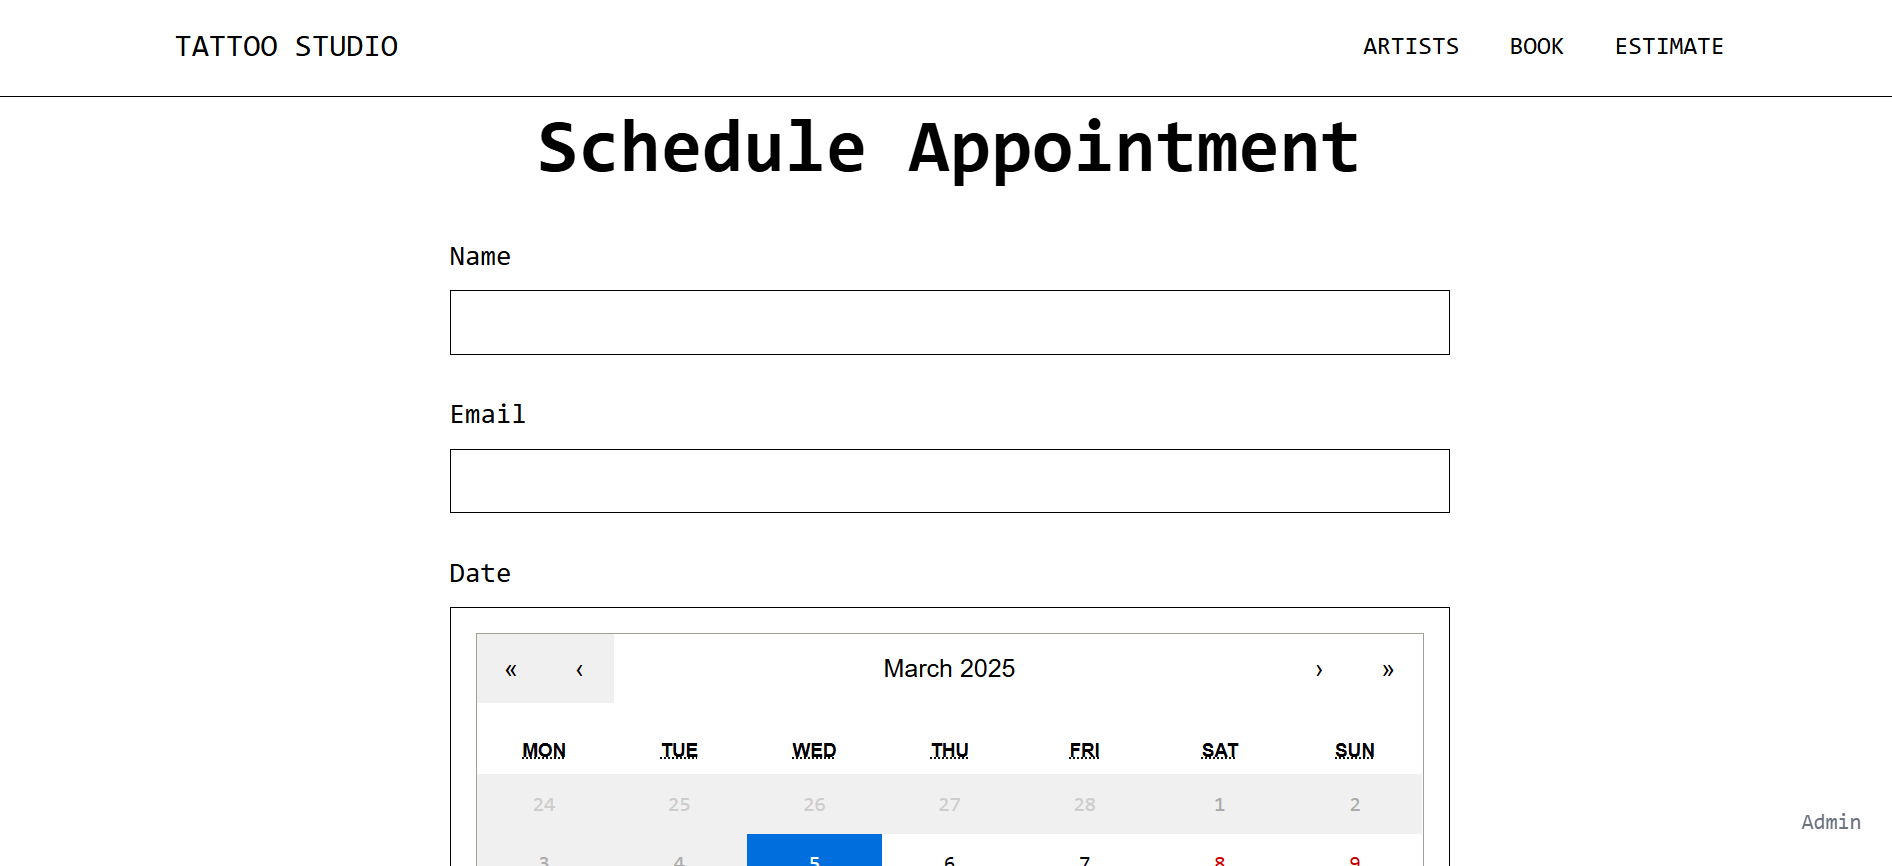 TATTOO STUDIO ARTISTS BOOK ESTIMATE
Schedule Appointment
Name
Email
Date
« ‹ March 2025 › »
MON TUE WED THU FRI SAT SUN
24 25 26 27 28 1 2
3 4 5 6 7 8 9
Admin